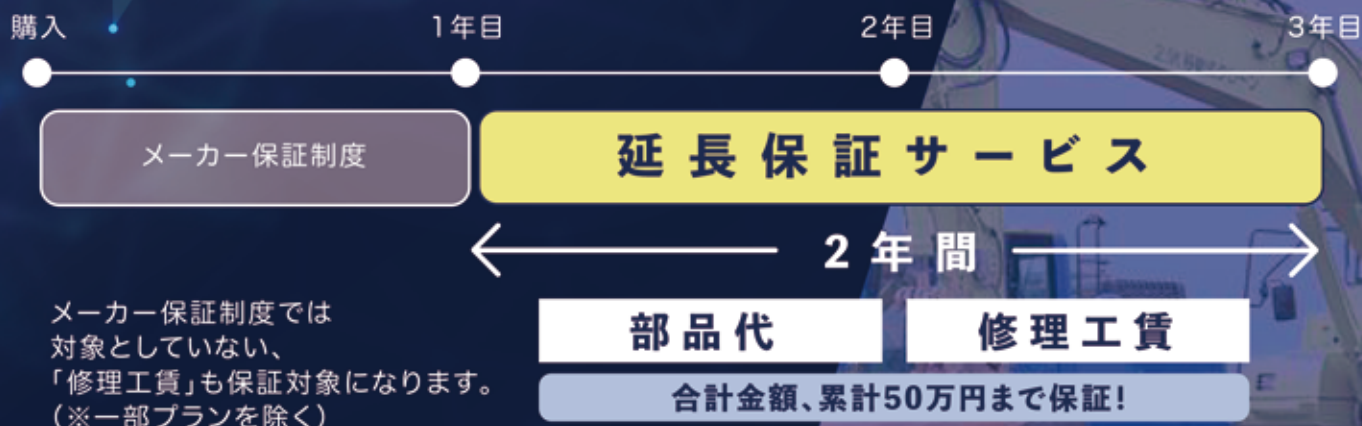 購入
1年目
2年目
3年目
メーカー保証制度
延長保証サービス
2年間
メーカー保証制度では
対象としていない、
「修理工賃」も保証対象になります。
(※一部プランを除く)
部品代
修理工賃
合計金額、累計50万円まで保証!